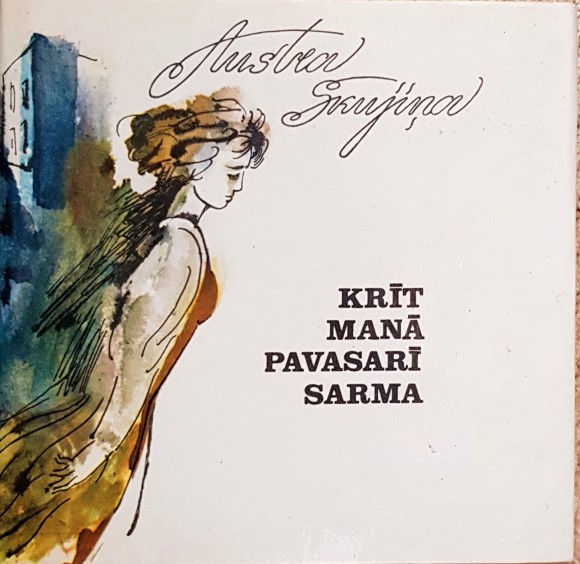 Austra
Skujiņa
KRĪT
MANĀ
PAVASARĪ
SARMA